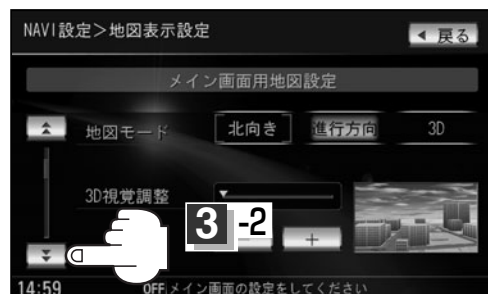 NAVI設定＞地図表示設定
◀ 戻る
メイン画面用地図設定
地図モード 北向き 進行方向 3D
3D視覚調整
3-2
+
14:59 OFF メイン画面の設定をしてください